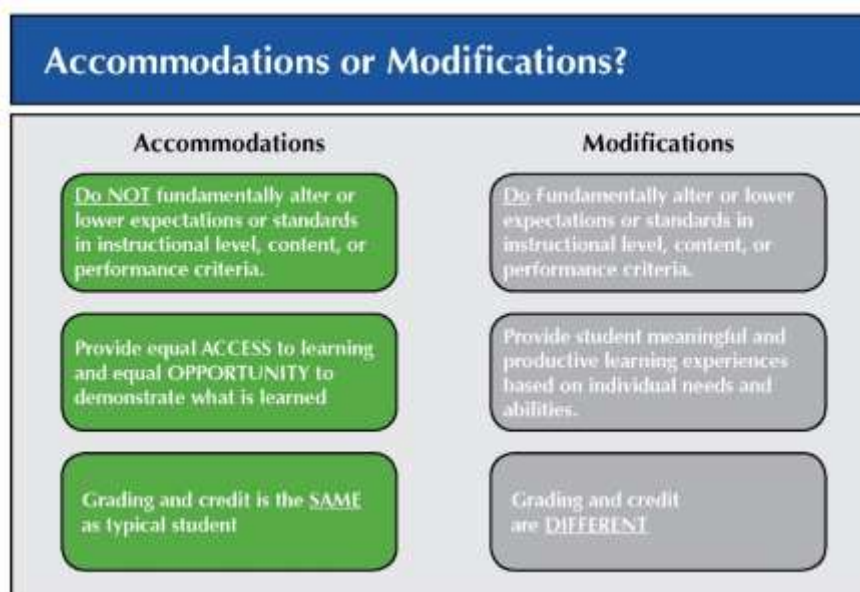 Accommodations or Modifications?
Accommodations
Do NOT fundamentally alter or
lower expectations or standards
in instructional level, content, or
performance criteria.
Provide equal ACCESS to learning
and equal OPPORTUNITY to
demonstrate what is learned
Grading and credit is the SAME
as typical student
Modifications
Do Fundamentally alter or lower
expectations or standards in
instructional level, content, or
performance criteria.
Provide student meaningful and
productive learning experiences
based on individual needs and
abilities.
Grading and credit
are DIFFERENT